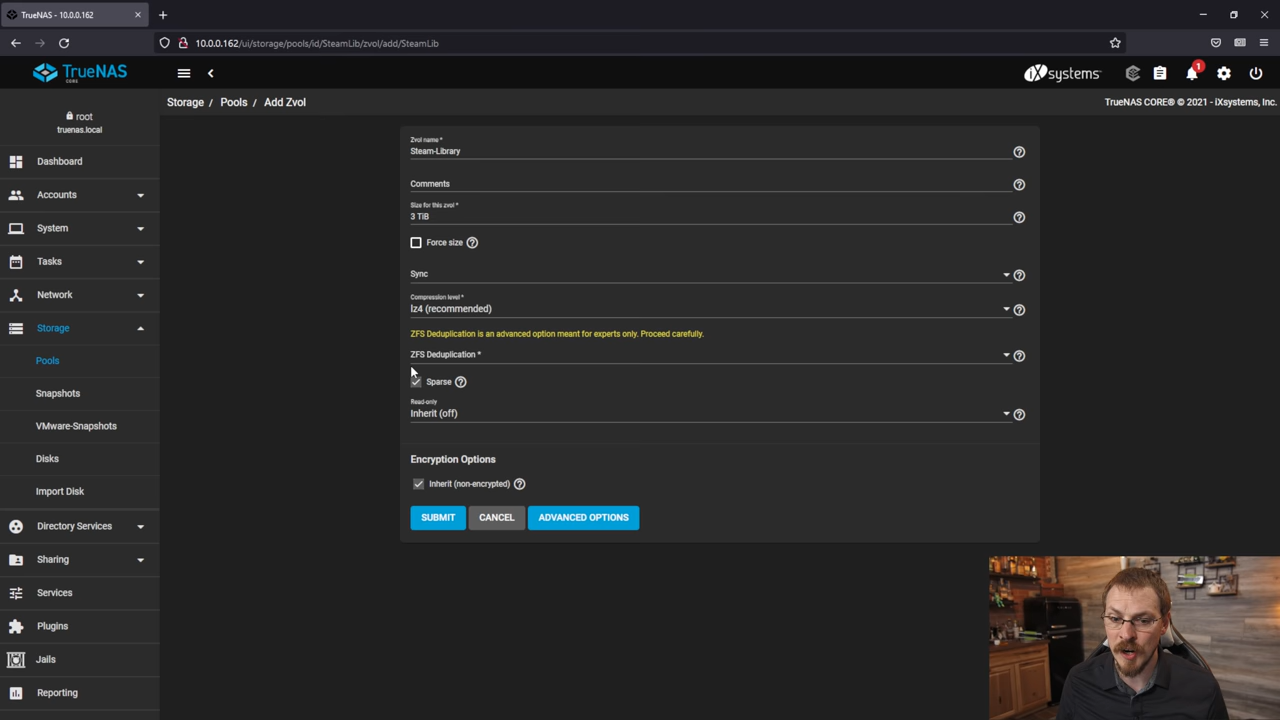 TrueNAS - 10.0.0.162
10.0.0.162/ui/storage/pools/id/SteamLib/zvol/add/SteamLib
TrueNAS
CORE
iXsystems
1
root
truenas.local
Storage / Pools / Add Zvol
TrueNAS CORE® © 2021 - iXsystems, Inc.
Dashboard
Accounts
System
Tasks
Network
Storage
Pools
Snapshots
VMware-Snapshots
Disks
Import Disk
Directory Services
Sharing
Services
Plugins
Jails
Reporting
Zvol name *
Steam-Library
Comments
Size for this zvol *
3 TiB
Force size
Sync
Compression level *
lz4 (recommended)
ZFS Deduplication is an advanced option meant for experts only. Proceed carefully.
ZFS Deduplication *
Sparse
Read-only
Inherit (off)
Encryption Options
Inherit (non-encrypted)
SUBMIT
CANCEL
ADVANCED OPTIONS